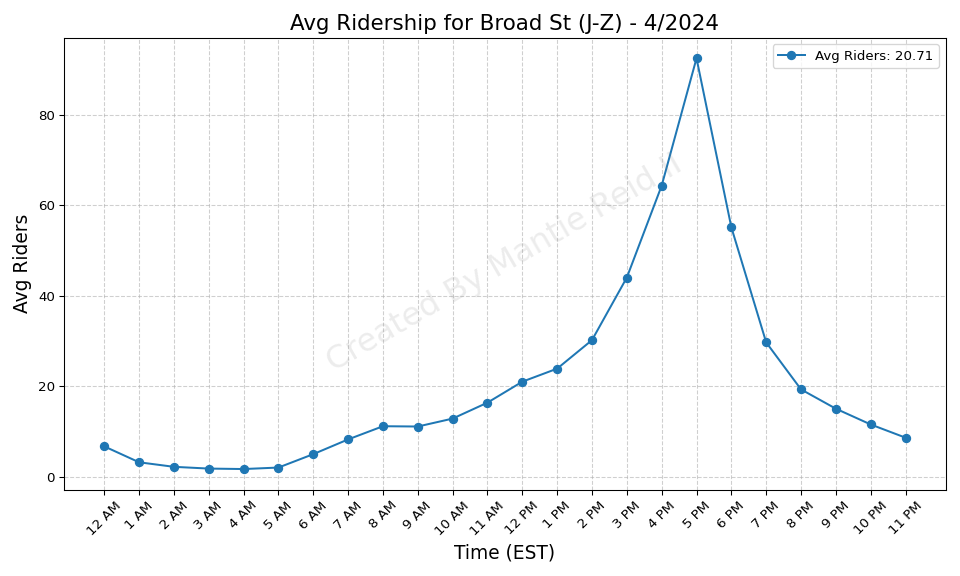 Avg Ridership for Broad St (J-Z) - 4/2024
Avg Riders: 20.71
Avg Riders
80
60
40
20
0
Created By Mantie Reid II
12 AM
1 AM
2 AM
3 AM
4 AM
5 AM
6 AM
7 AM
8 AM
9 AM
10 AM
11 AM
12 PM
1 PM
2 PM
3 PM
4 PM
5 PM
6 PM
7 PM
8 PM
9 PM
10 PM
11 PM
Time (EST)